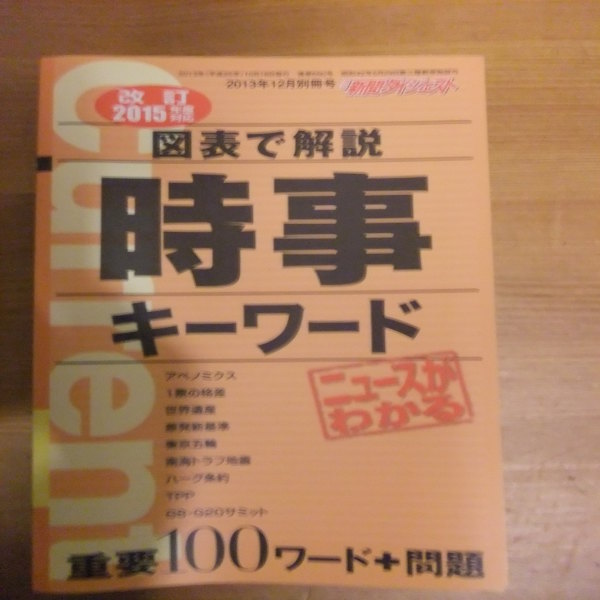 2013年12月別冊号
新聞ダイジェスト
改訂
2015年度対応
図表で解説
時事
キーワード
Current
ニュースが
わかる
アベノミクス
1票の格差
世界遺産
原発新基準
東京五輪
南海トラフ地震
ハーグ条約
TPP
G8・G20サミット
重要100ワード+問題